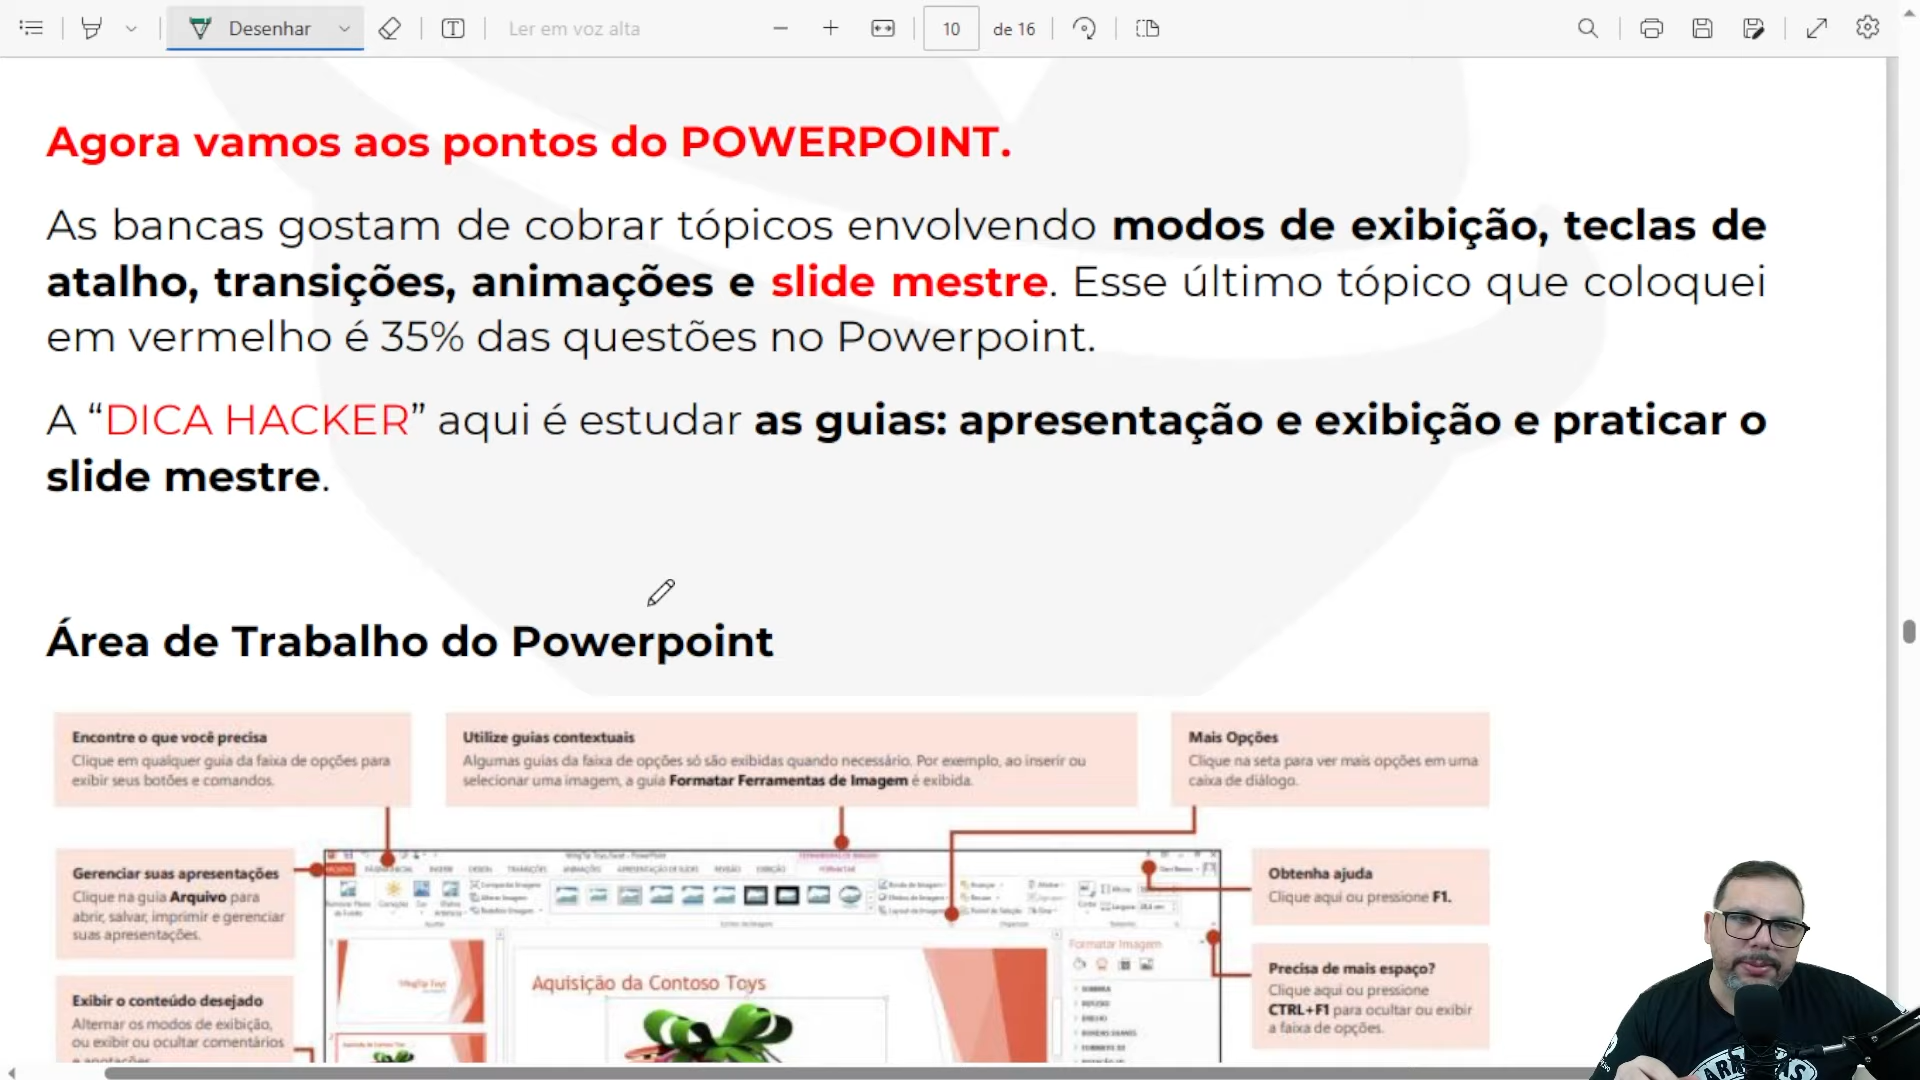 Desenhar
Ler em voz alta
10
de 16
Agora vamos aos pontos do POWERPOINT.
As bancas gostam de cobrar tópicos envolvendo modos de exibição, teclas de
atalho, transições, animações e slide mestre. Esse último tópico que coloquei
em vermelho é 35% das questões no Powerpoint.
A “DICA HACKER” aqui é estudar as guias: apresentação e exibição e praticar o
slide mestre.
Área de Trabalho do Powerpoint
Encontre o que você precisa
Clique em qualquer guia da faixa de opções para
exibir seus botões e comandos.
Utilize guias contextuais
Algumas guias da faixa de opções só são exibidas quando necessário. Por exemplo, ao inserir ou
selecionar uma imagem, a guia Formatar Ferramentas de Imagem é exibida.
Mais Opções
Clique na seta para ver mais opções em uma
caixa de diálogo.
Gerenciar suas apresentações
Clique na guia Arquivo para
abrir, salvar, imprimir e gerenciar
suas apresentações.
Exibir o conteúdo desejado
Alternar os modos de exibição,
ou exibir ou ocultar comentários
e anotações
Formatar Imagem
Aquisição da Contoso Toys
WingTip Toys
Obtenha ajuda
Clique aqui ou pressione F1.
Precisa de mais espaço?
Clique aqui ou pressione
CTRL+F1 para ocultar ou exibir
a faixa de opções.